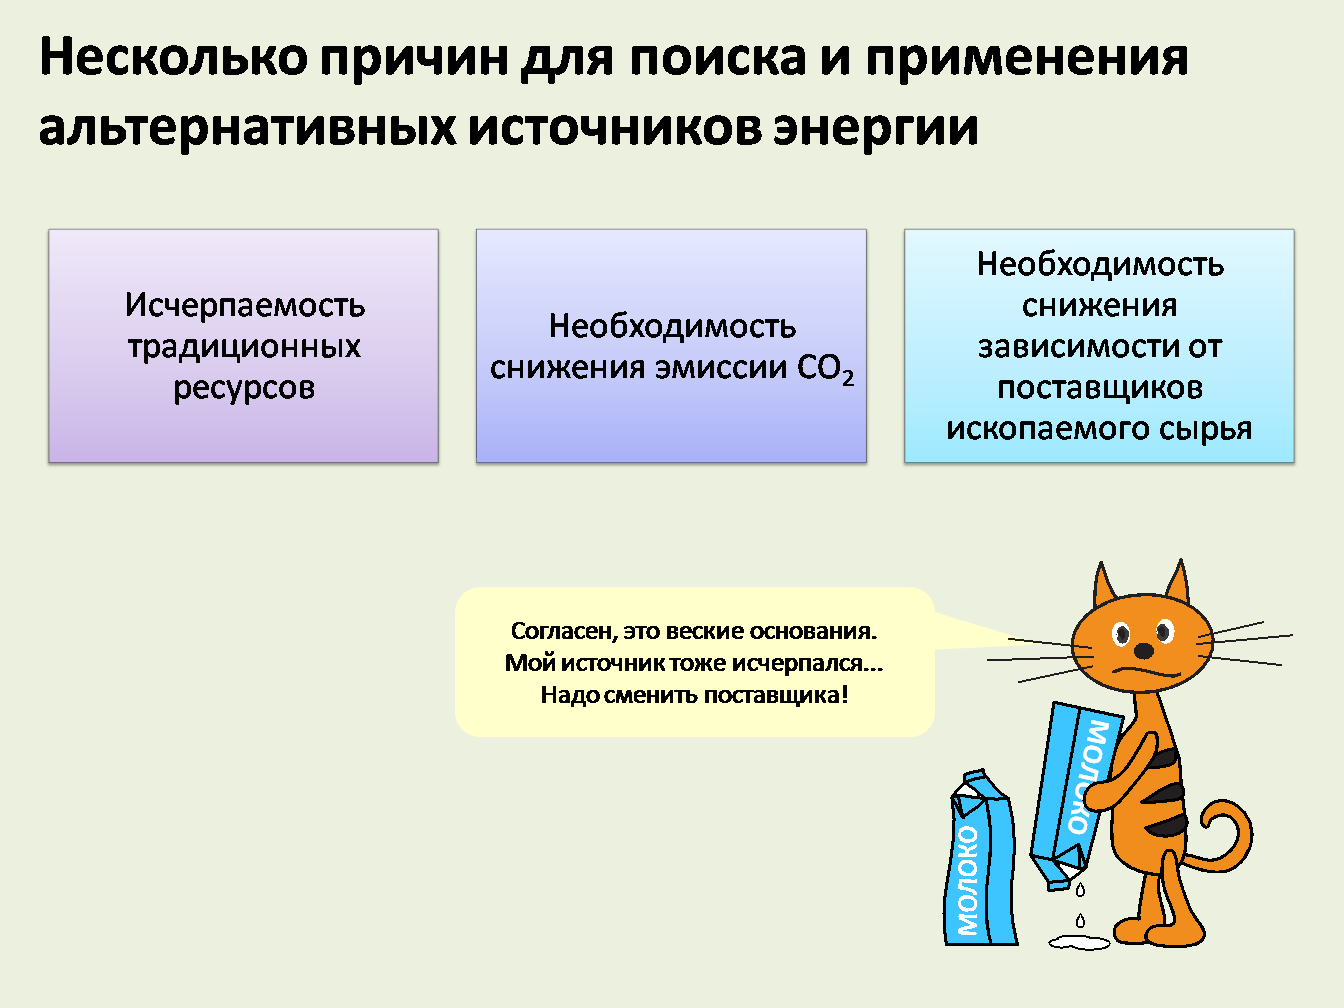 Несколько причин для поиска и применения
альтернативных источников энергии
Исчерпаемость
традиционных
ресурсов
Необходимость
снижения эмиссии CO₂
Необходимость
снижения
зависимости от
поставщиков
ископаемого сырья
Согласен, это веские основания.
Мой источник тоже исчерпался...
Надо сменить поставщика!
МОЛОКО
МОЛОКО